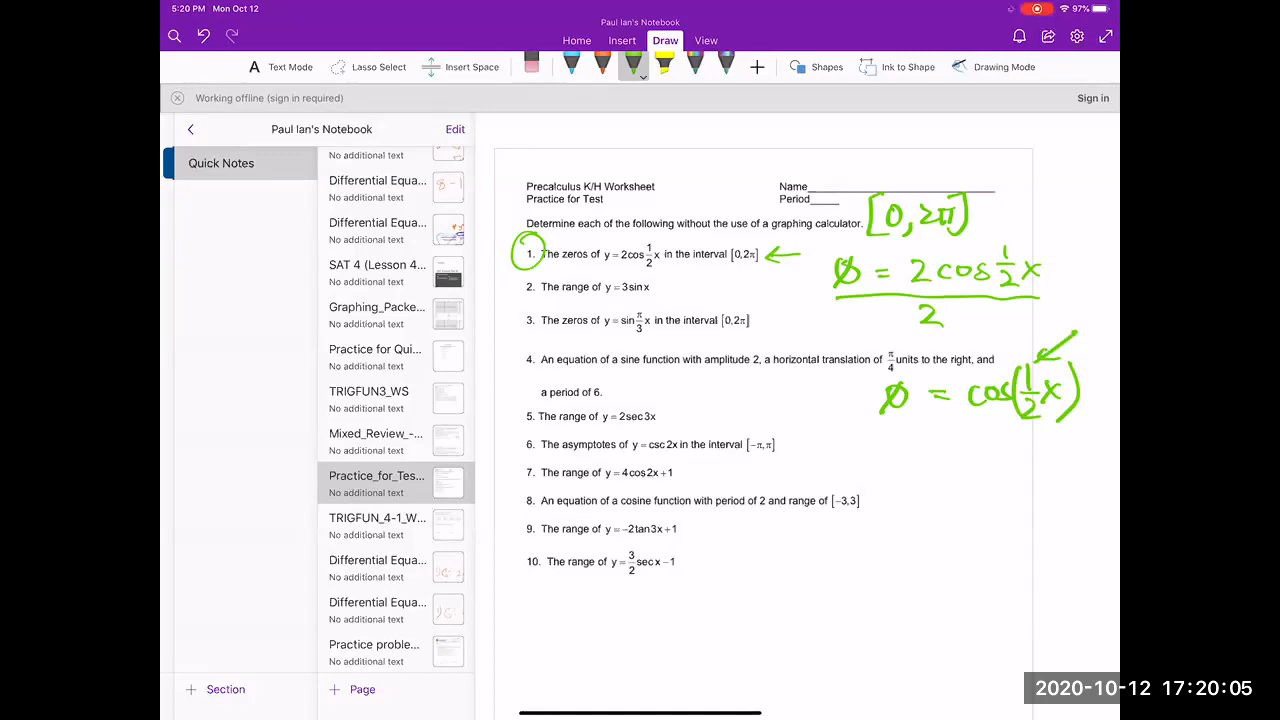 5:20 PM Mon Oct 12
Paul Ian's Notebook
97%
Home Insert Draw View
Text Mode Lasso Select Insert Space Shapes Ink to Shape Drawing Mode
Working offline (sign in required)
Sign in
Paul Ian's Notebook
Edit
Quick Notes
No additional text
Differential Equa...
No additional text
Differential Equa...
No additional text
SAT 4 (Lesson 4...
No additional text
Graphing_Packe...
No additional text
Practice for Qui...
No additional text
TRIGFUN3_WS
No additional text
Mixed_Review_-...
No additional text
Practice_for_Tes...
No additional text
TRIGFUN_4-1_W...
No additional text
Differential Equa...
No additional text
Differential Equa...
No additional text
Practice proble...
No additional text
Section
Page
Precalculus K/H Worksheet
Name
Practice for Test
Period
Determine each of the following without the use of a graphing calculator.
[0, 2π]
1. The zeros of y = 2cos 1/2 x in the interval [0,2π]
0 = 2 cos 1/2 x
2
2. The range of y = 3sinx
3. The zeros of y = sin π/3 x in the interval [0,2π]
4. An equation of a sine function with amplitude 2, a horizontal translation of π/4 units to the right, and
a period of 6.
0 = cos(1/2 x)
5. The range of y = 2sec3x
6. The asymptotes of y = csc2x in the interval [−π,π]
7. The range of y = 4cos2x+1
8. An equation of a cosine function with period of 2 and range of [−3,3]
9. The range of y = −2tan3x+1
10. The range of y = 3/2 secx −1
2020-10-12 17:20:05